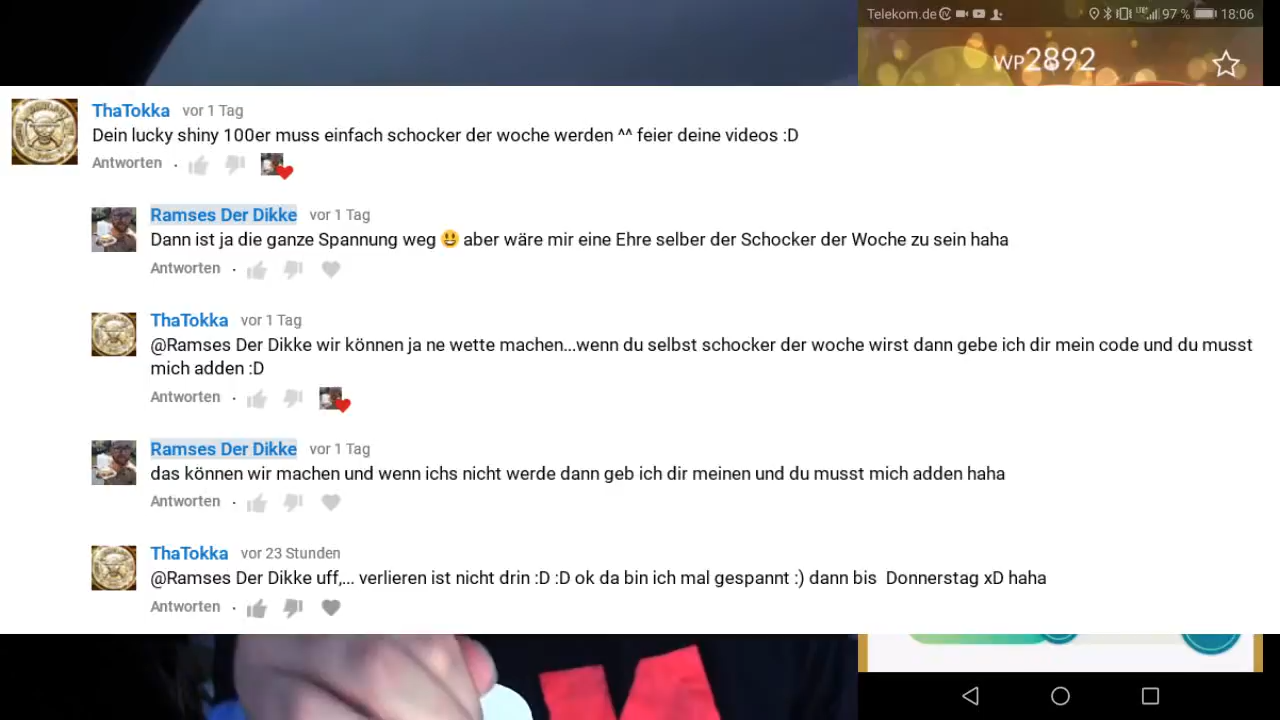 Telekom.de 97 % 18:06
WP2892
ThaTokka vor 1 Tag
Dein lucky shiny 100er muss einfach schocker der woche werden ^^ feier deine videos :D
Antworten
Ramses Der Dikke vor 1 Tag
Dann ist ja die ganze Spannung weg 😃 aber wäre mir eine Ehre selber der Schocker der Woche zu sein haha
Antworten
ThaTokka vor 1 Tag
@Ramses Der Dikke wir können ja ne wette machen...wenn du selbst schocker der woche wirst dann gebe ich dir mein code und du musst
mich adden :D
Antworten
Ramses Der Dikke vor 1 Tag
das können wir machen und wenn ichs nicht werde dann geb ich dir meinen und du musst mich adden haha
Antworten
ThaTokka vor 23 Stunden
@Ramses Der Dikke uff,... verlieren ist nicht drin :D :D ok da bin ich mal gespannt :) dann bis Donnerstag xD haha
Antworten